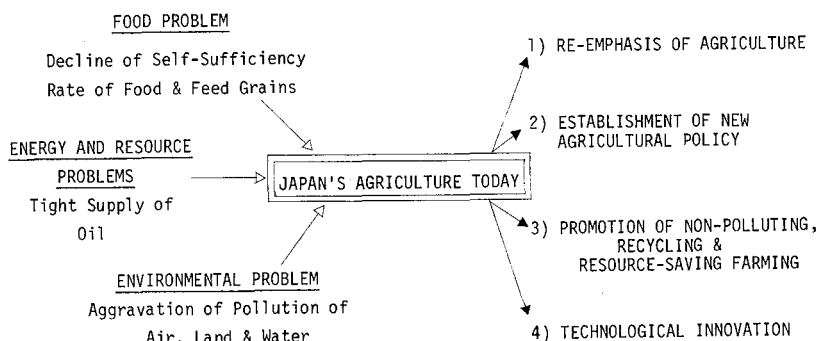 FOOD PROBLEM
Decline of Self-Sufficiency
Rate of Food & Feed Grains
ENERGY AND RESOURCE
PROBLEMS
Tight Supply of
Oil
ENVIRONMENTAL PROBLEM
Aggravation of Pollution of
Air, Land & Water
JAPAN'S AGRICULTURE TODAY
1) RE-EMPHASIS OF AGRICULTURE
2) ESTABLISHMENT OF NEW
AGRICULTURAL POLICY
3) PROMOTION OF NON-POLLUTING,
RECYCLING &
RESOURCE-SAVING FARMING
4) TECHNOLOGICAL INNOVATION